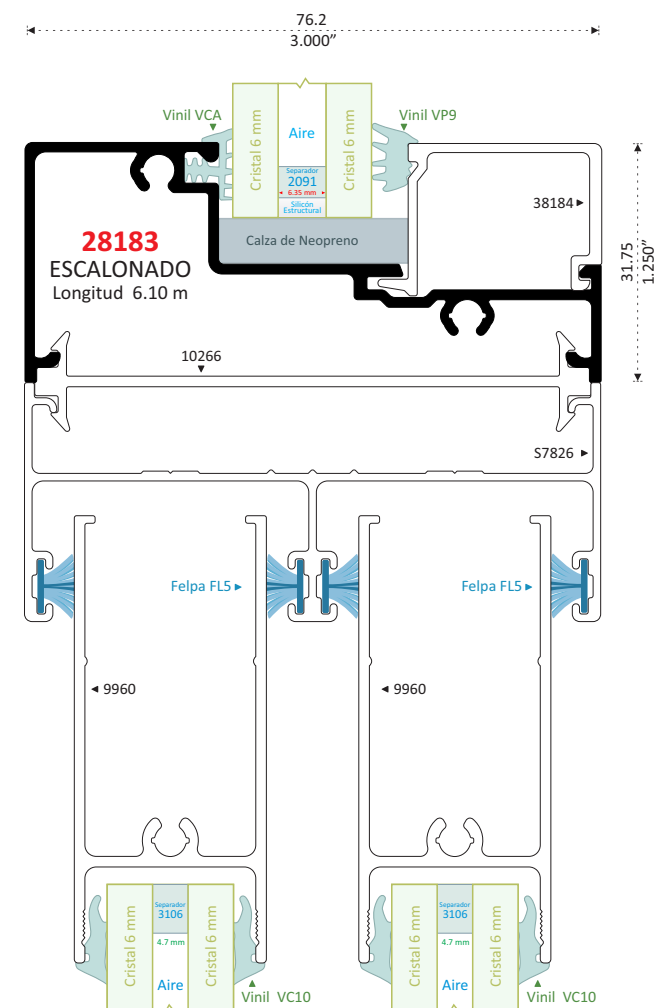 76.2
3.000”
Vinil VCA
Vinil VP9
Cristal 6 mm
Aire
Cristal 6 mm
Separador
2091
6.35 mm
Silicón
Estructural
Calza de Neopreno
38184
28183
ESCALONADO
Longitud 6.10 m
31.75
1.250”
10266
S7826
Felpa FL5
Felpa FL5
9960
9960
Cristal 6 mm
Separador
3106
4.7 mm
Aire
Cristal 6 mm
Vinil VC10
Cristal 6 mm
Separador
3106
4.7 mm
Aire
Cristal 6 mm
Vinil VC10